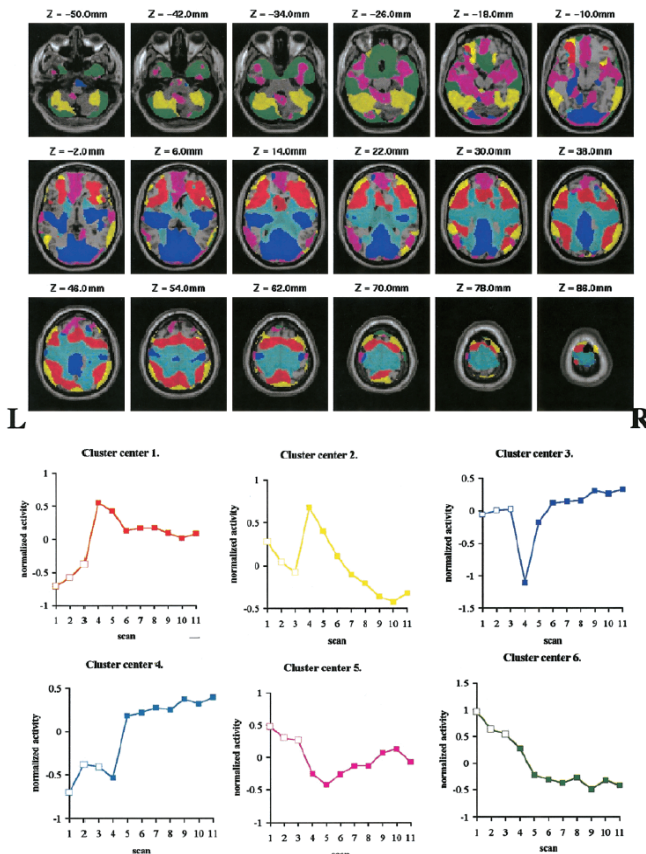 Z = -50.0mm Z = -42.0mm Z = -34.0mm Z = -26.0mm Z = -18.0mm Z = -10.0mm
Z = -2.0mm Z = 6.0mm Z = 14.0mm Z = 22.0mm Z = 30.0mm Z = 38.0mm
Z = 46.0mm Z = 54.0mm Z = 62.0mm Z = 70.0mm Z = 78.0mm Z = 86.0mm
L R
Cluster center 1.
normalized activity
1
0.5
0
-0.5
-1
1 2 3 4 5 6 7 8 9 10 11
scan
Cluster center 2.
normalized activity
1
0.5
0
-0.5
1 2 3 4 5 6 7 8 9 10 11
scan
Cluster center 3.
normalized activity
0.5
0
-0.5
-1
-1.5
1 2 3 4 5 6 7 8 9 10 11
scan
Cluster center 4.
normalized activity
0.5
0
-0.5
-1
1 2 3 4 5 6 7 8 9 10 11
scan
Cluster center 5.
normalized activity
1
0.5
0
-0.5
-1
1 2 3 4 5 6 7 8 9 10 11
scan
Cluster center 6.
normalized activity
1.5
1
0.5
0
-0.5
-1
1 2 3 4 5 6 7 8 9 10 11
scan